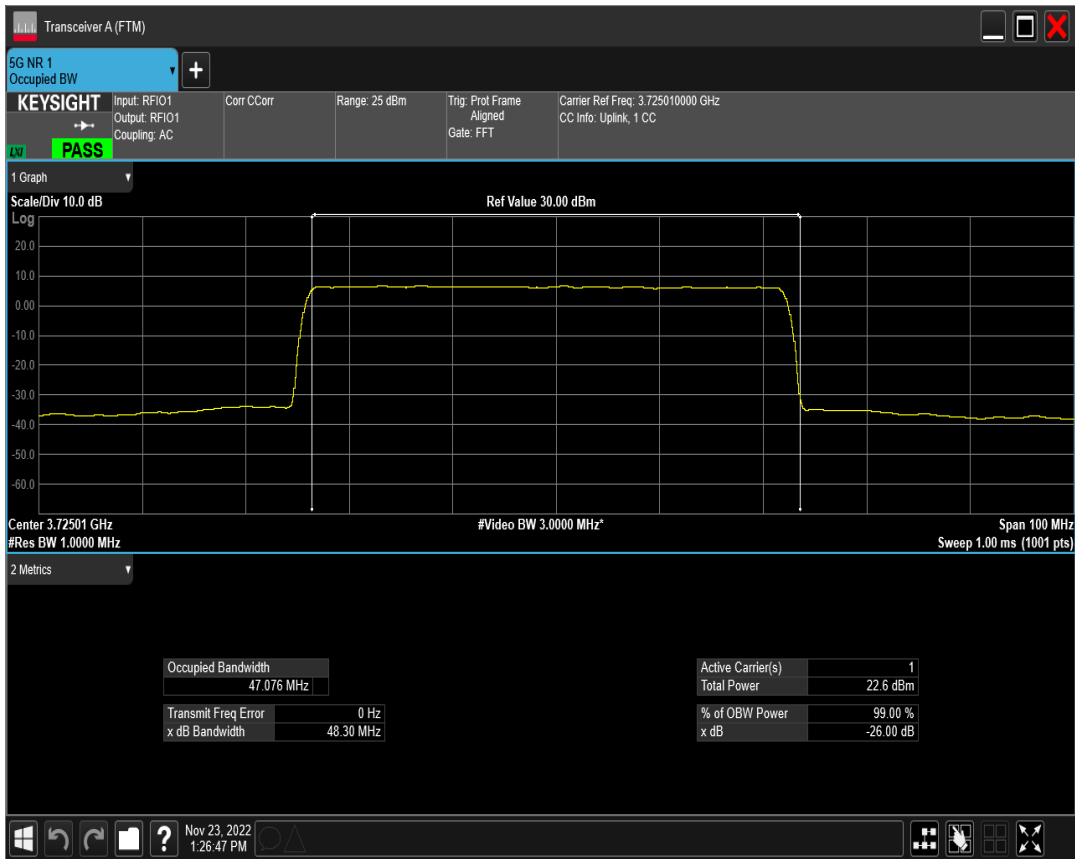 Transceiver A (FTM)
5G NR 1
Occupied BW
+
KEYSIGHT
LXI
PASS
Input: RFIO1
Output: RFIO1
Coupling: AC
Corr CCorr
Range: 25 dBm
Trig: Prot Frame
Aligned
Gate: FFT
Carrier Ref Freq: 3.725010000 GHz
CC Info: Uplink, 1 CC
1 Graph
Scale/Div 10.0 dB
Ref Value 30.00 dBm
Log
20.0
10.0
0.00
-10.0
-20.0
-30.0
-40.0
-50.0
-60.0
Center 3.72501 GHz
#Video BW 3.0000 MHz*
Span 100 MHz
#Res BW 1.0000 MHz
Sweep 1.00 ms (1001 pts)
2 Metrics
Occupied Bandwidth
47.076 MHz
Transmit Freq Error 0 Hz
x dB Bandwidth 48.30 MHz
Active Carrier(s) 1
Total Power 22.6 dBm
% of OBW Power 99.00 %
x dB -26.00 dB
?
Nov 23, 2022
1:26:47 PM